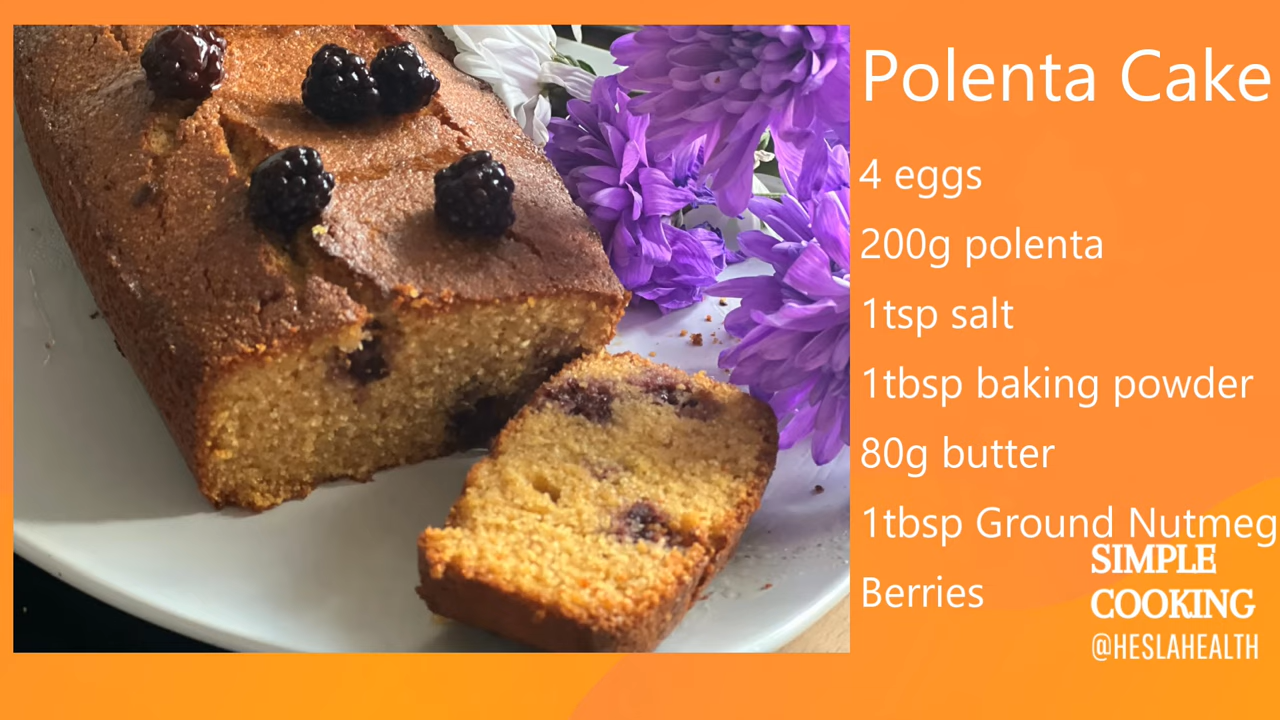 Polenta Cake
4 eggs
200g polenta
1tsp salt
1tbsp baking powder
80g butter
1tbsp Ground Nutmeg
Berries
SIMPLE
COOKING
@HESLAHEALTH